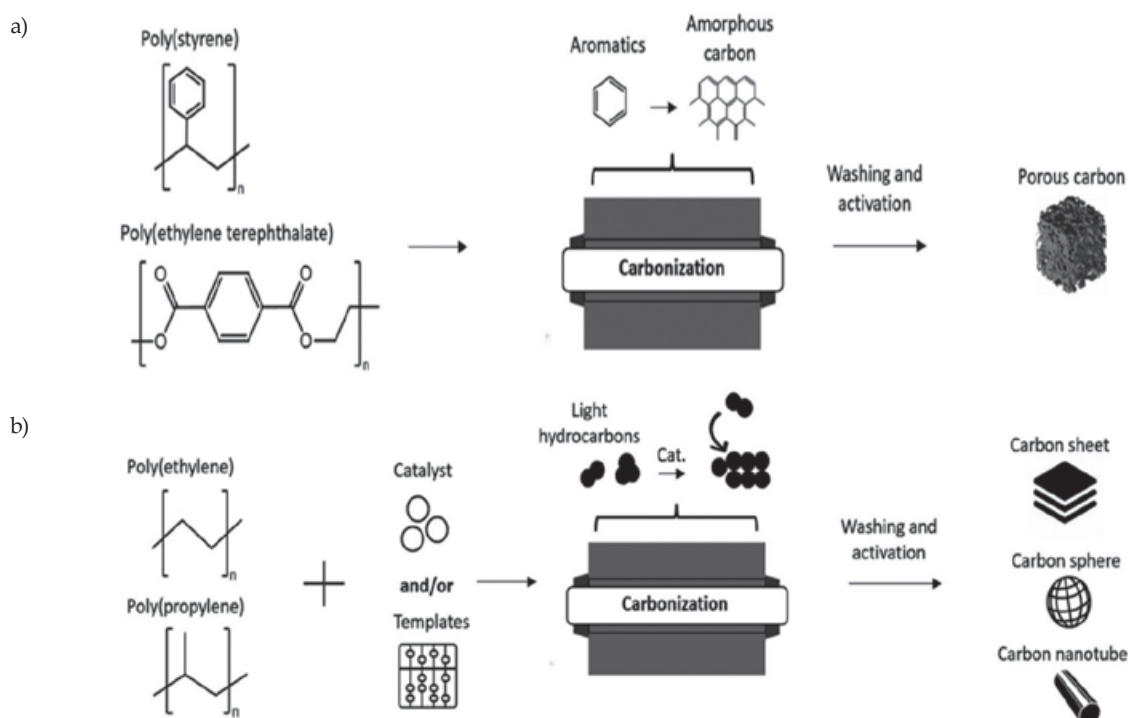 a)
Poly(styrene)
n
Poly(ethylene terephthalate)
O
O
O
O
n
Aromatics
Amorphous
carbon
Carbonization
Washing and
activation
Porous carbon
b)
Poly(ethylene)
n
Poly(propylene)
n
+
Catalyst
and/or
Templates
Light
hydrocarbons
Cat.
Carbonization
Washing and
activation
Carbon sheet
Carbon sphere
Carbon nanotube